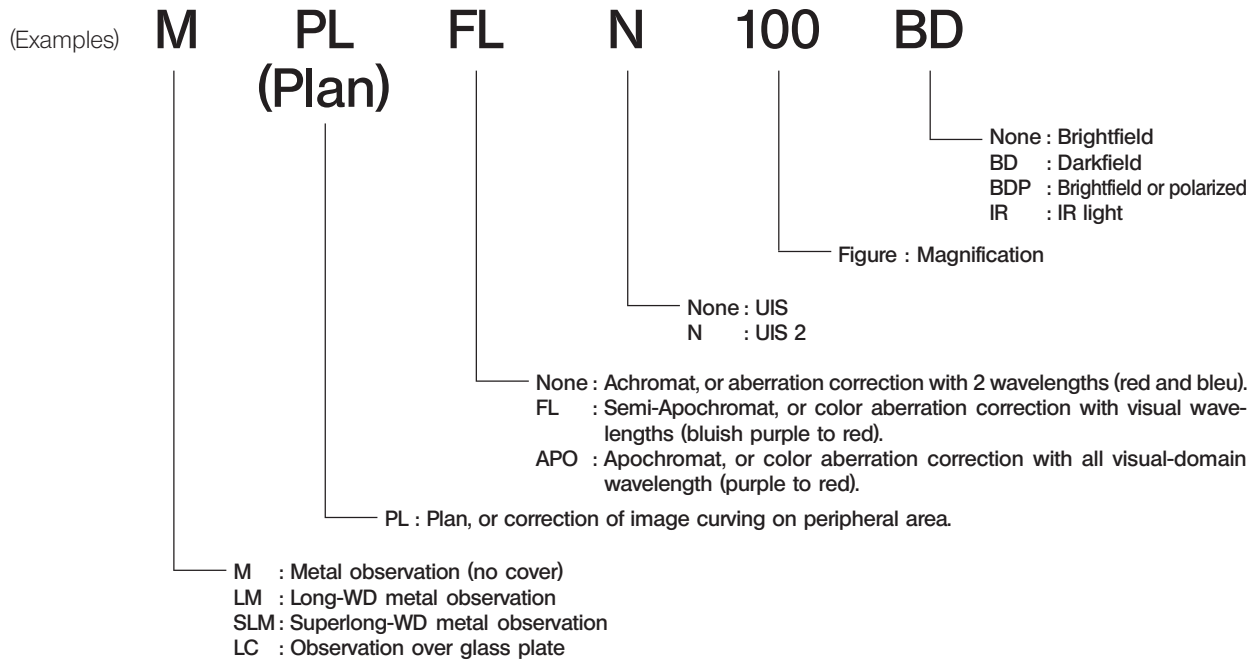 (Examples) M PL FL N 100 BD
(Plan)
None : Brightfield
BD : Darkfield
BDP : Brightfield or polarized
IR : IR light
Figure : Magnification
None : UIS
N : UIS 2
None : Achromat, or aberration correction with 2 wavelengths (red and bleu).
FL : Semi-Apochromat, or color aberration correction with visual wave-
lengths (bluish purple to red).
APO : Apochromat, or color aberration correction with all visual-domain
wavelength (purple to red).
PL : Plan, or correction of image curving on peripheral area.
M : Metal observation (no cover)
LM : Long-WD metal observation
SLM : Superlong-WD metal observation
LC : Observation over glass plate